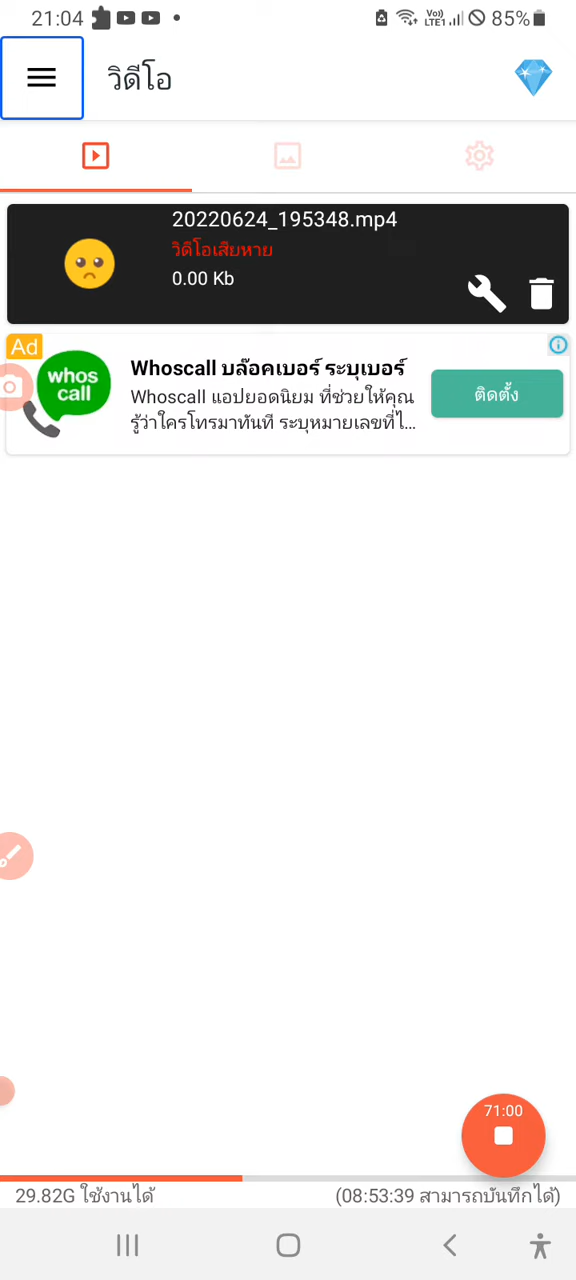 21:04
Vo)) LTE1 85%
วิดีโอ
20220624_195348.mp4
วิดีโอเสียหาย
0.00 Kb
Ad
whos call
Whoscall บล๊อคเบอร์ ระบุเบอร์
Whoscall แอปยอดนิยม ที่ช่วยให้คุณ
รู้ว่าใครโทรมาทันที ระบุหมายเลขที่ไ...
ติดตั้ง
71:00
29.82G ใช้งานได้
(08:53:39 สามารถบันทึกได้)